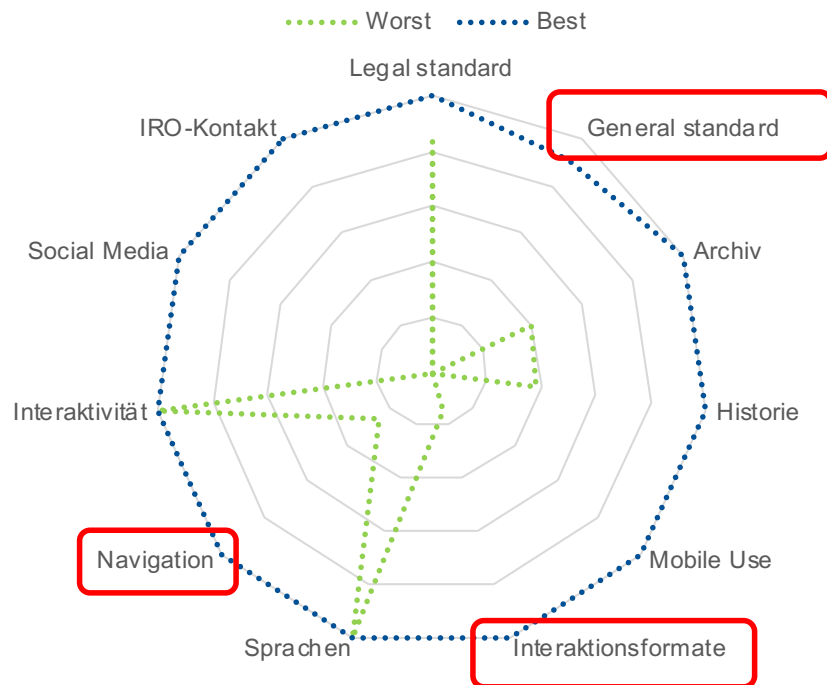 Worst Best
Legal standard
General standard
IRO-Kontakt
Archiv
Social Media
Historie
Interaktivität
Mobile Use
Navigation
Interaktionsformate
Sprachen